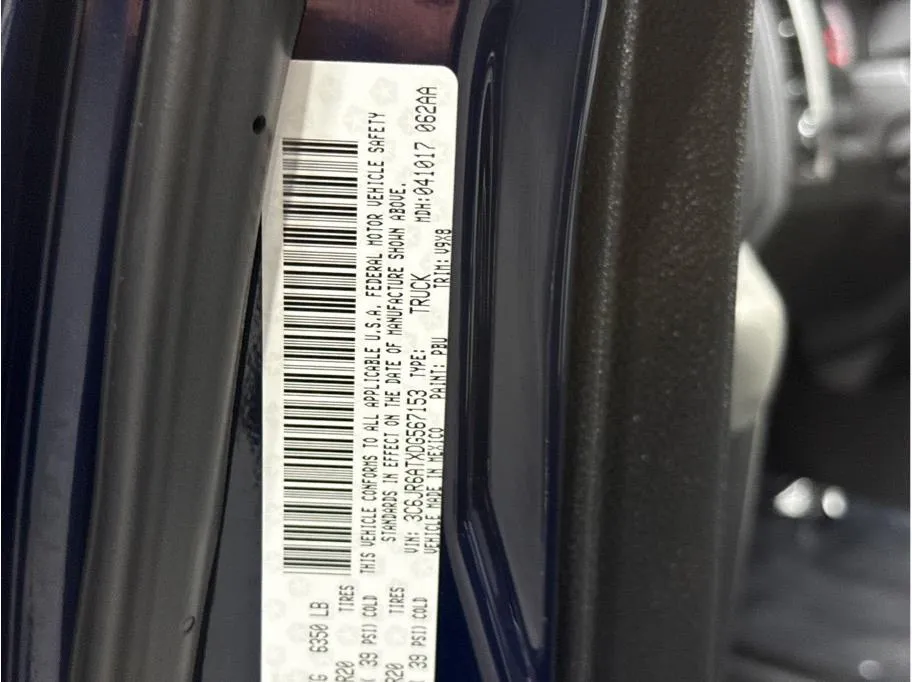 G 6350 LB
R20 TIRES
39 PSI) COLD
THIS VEHICLE CONFORMS TO ALL APPLICABLE U.S.A. FEDERAL MOTOR VEHICLE SAFETY
STANDARDS IN EFFECT ON THE DATE OF MANUFACTURE SHOWN ABOVE.
R20 TIRES
VIN: 3C6JR6ATXDG567153 TYPE: TRUCK MDH:041017 062AA
39 PSI) COLD
VEHICLE MADE IN MEXICO PAINT: PBU TRIM: V9X8